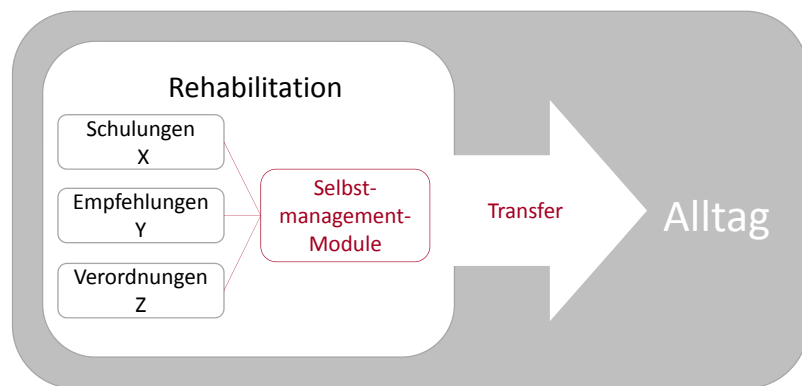 Rehabilitation
Schulungen
X
Empfehlungen
Y
Verordnungen
Z
Selbst-
management-
Module
Transfer
Alltag